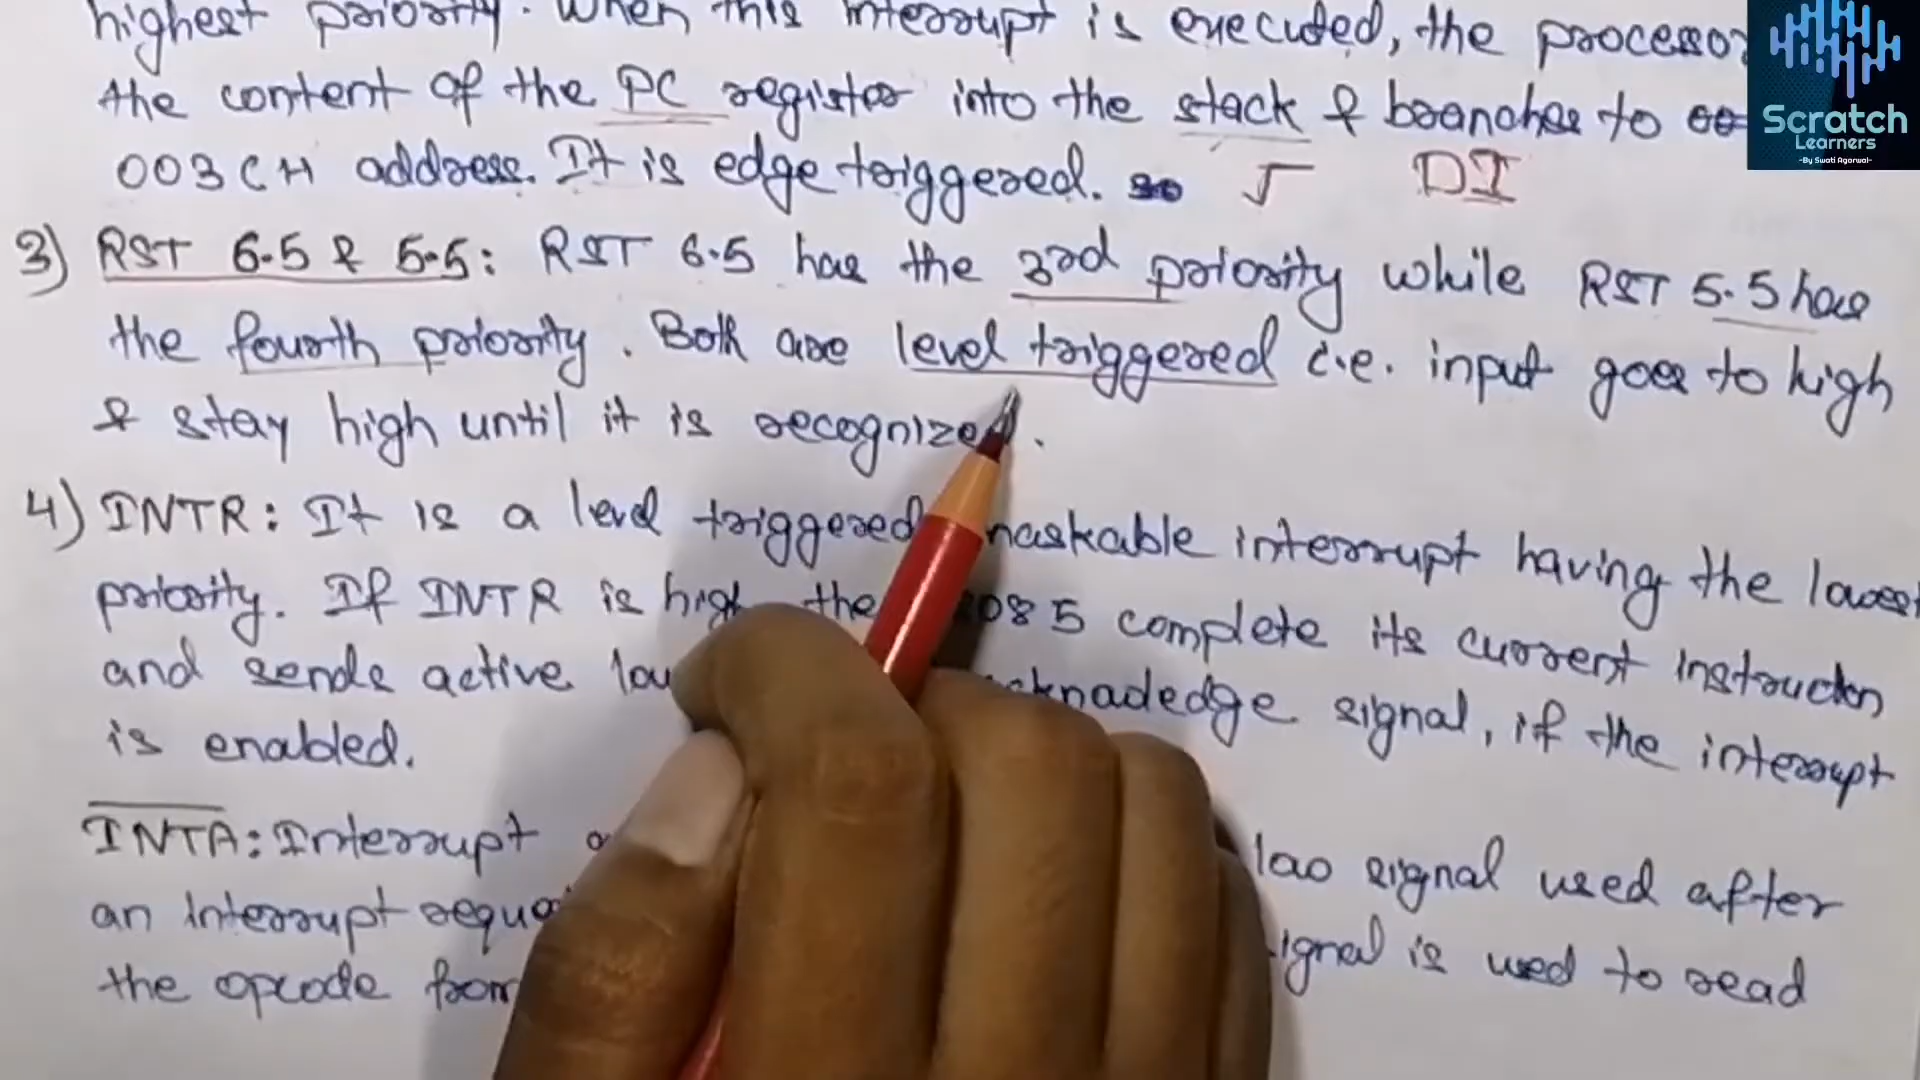 highest priority. When this interrupt is executed, the processor
the content of the PC register into the stack & branches to
003CH address. It is edge triggered. DI
3) RST 6.5 & 5.5: RST 6.5 has the 3rd priority while RST 5.5 has
the fourth priority. Both are level triggered i.e. input goes to high
& stay high until it is recognized.
4) INTR: It is a level triggered maskable interrupt having the lowest
priority. If INTR is high, the 8085 complete its current instructn
and sends active low acknadedge signal, if the interrupt
is enabled.
INTA: Interrupt low signal used after
an interrupt signal is used to read
the opcode from
Scratch
Learners
-By Swati Agarwal-